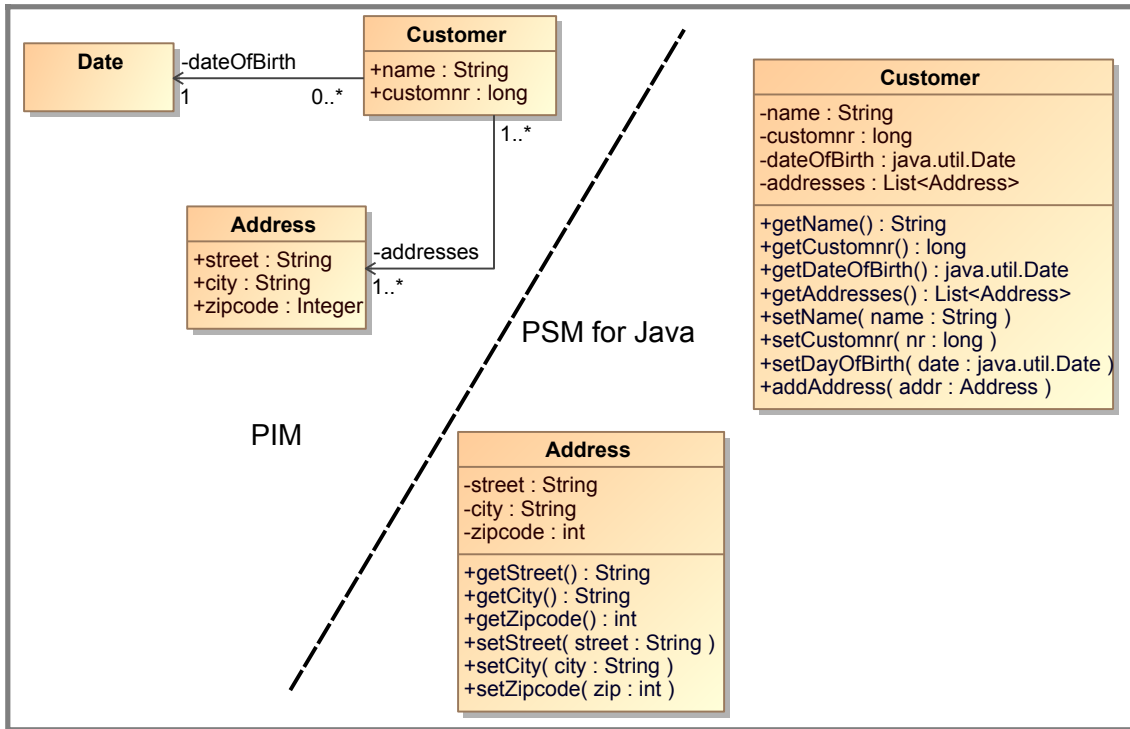 Date
-dateOfBirth
1
0..*
Customer
+name : String
+customnr : long
1..*
Address
+street : String
+city : String
+zipcode : Integer
-addresses
1..*
PIM
PSM for Java
Customer
-name : String
-customnr : long
-dateOfBirth : java.util.Date
-addresses : List<Address>
+getName() : String
+getCustomnr() : long
+getDateOfBirth() : java.util.Date
+getAddresses() : List<Address>
+setName( name : String )
+setCustomnr( nr : long )
+setDayOfBirth( date : java.util.Date )
+addAddress( addr : Address )
Address
-street : String
-city : String
-zipcode : int
+getStreet() : String
+getCity() : String
+getZipcode() : int
+setStreet( street : String )
+setCity( city : String )
+setZipcode( zip : int )